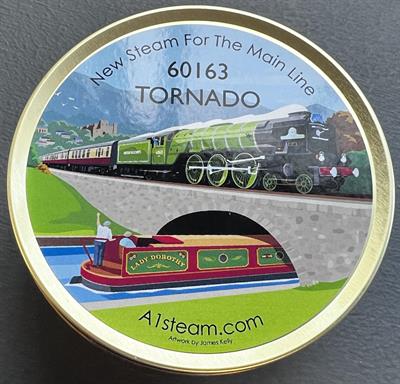 New Steam For The Main Line
60163
TORNADO
LADY DOROTHY
A1steam.com
Artwork by James Kelly